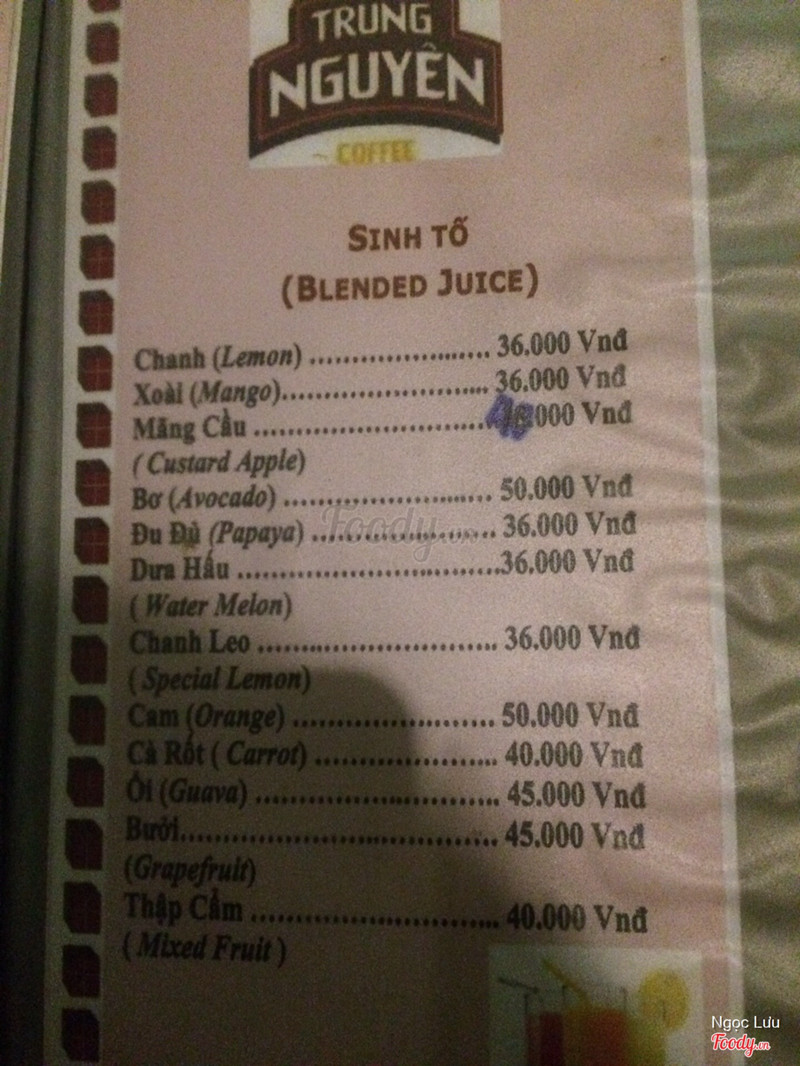 TRUNG
NGUYÊN
COFFEE
SINH TỐ
(BLENDED JUICE)
Chanh (Lemon) ........................ 36.000 Vnđ
Xoài (Mango)........................... 36.000 Vnđ
Mãng Cầu ...............................000 Vnđ
( Custard Apple)
Bơ (Avocado) ........................... 50.000 Vnđ
Đu Đủ (Papaya) ........................ 36.000 Vnđ
Dưa Hấu .................................36.000 Vnđ
( Water Melon)
Chanh Leo .............................. 36.000 Vnđ
( Special Lemon)
Cam (Orange) .......................... 50.000 Vnđ
Cà Rốt ( Carrot) ....................... 40.000 Vnđ
Ổi (Guava) .............................. 45.000 Vnđ
Bưởi........................................ 45.000 Vnđ
(Grapefruit)
Thập Cẩm ............................... 40.000 Vnđ
( Mixed Fruit )
Foody.vn
Ngọc Lưu
Foody.vn